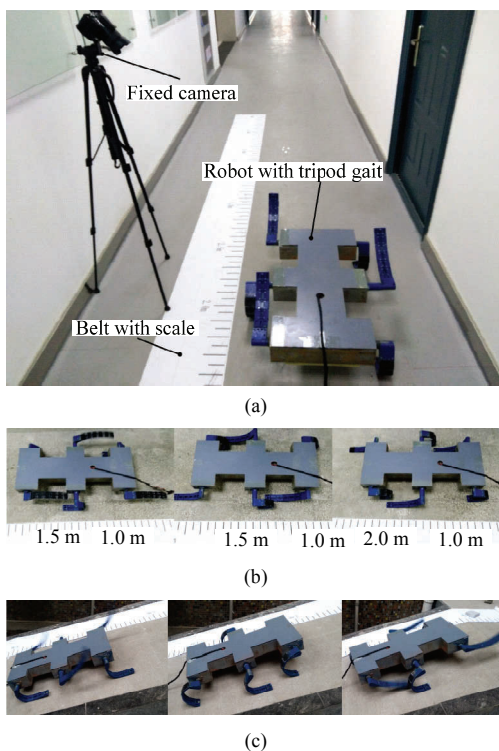 Fixed camera
Robot with tripod gait
Belt with scale
(a)
1.5 m 1.0 m 1.5 m 1.0 m 2.0 m 1.0 m
(b)
(c)